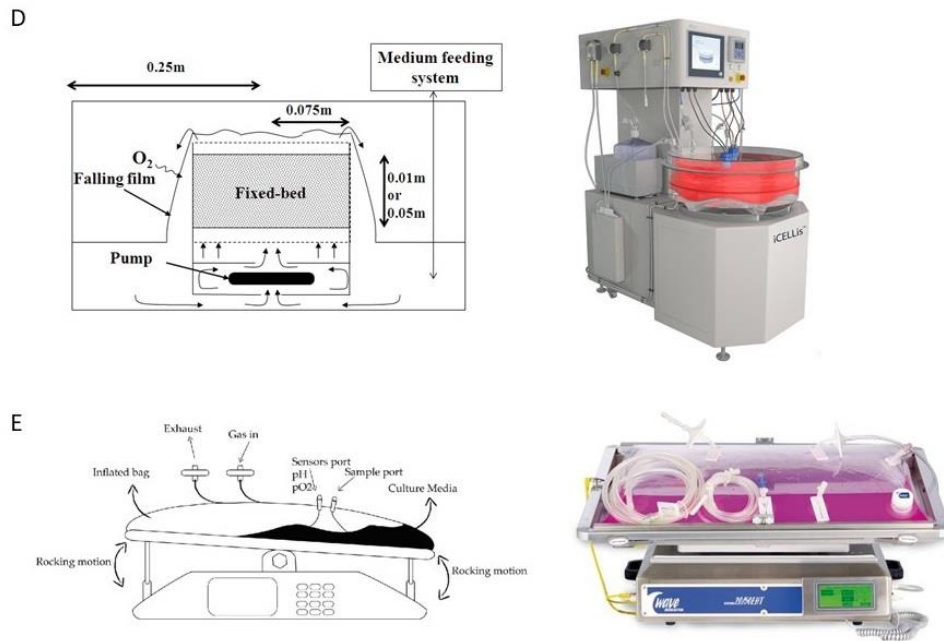 D
0.25m
Medium feeding
system
0.075m
O₂
Falling film
Fixed-bed
0.01m
or
0.05m
Pump
iCELLis™
E
Exhaust
Gas in
Inflated bag
Sensors port
pH
pO2
Sample port
Culture Media
Rocking motion
Rocking motion
wave